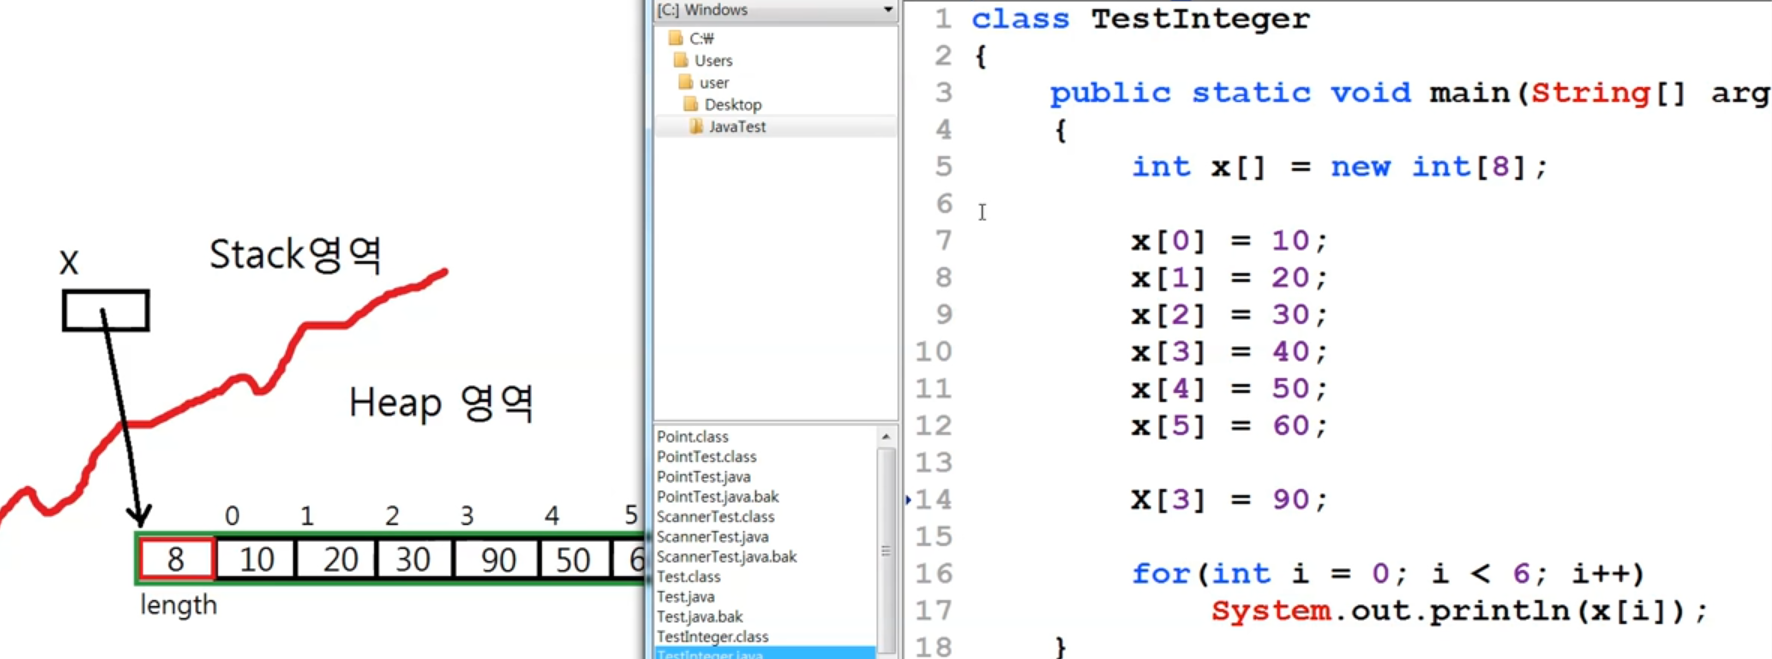 X
Stack영역
Heap 영역
0 1 2 3 4 5
8 10 20 30 90 50 6
length
[C:] Windows
C:₩
Users
user
Desktop
JavaTest
Point.class
PointTest.class
PointTest.java
PointTest.java.bak
ScannerTest.class
ScannerTest.java
ScannerTest.java.bak
Test.class
Test.java
Test.java.bak
TestInteger.class
TestInteger.java
1 class TestInteger
2 {
3 public static void main(String[] arg
4 {
5 int x[] = new int[8];
6
7 x[0] = 10;
8 x[1] = 20;
9 x[2] = 30;
10 x[3] = 40;
11 x[4] = 50;
12 x[5] = 60;
13
14 X[3] = 90;
15
16 for(int i = 0; i < 6; i++)
17 System.out.println(x[i]);
18 }